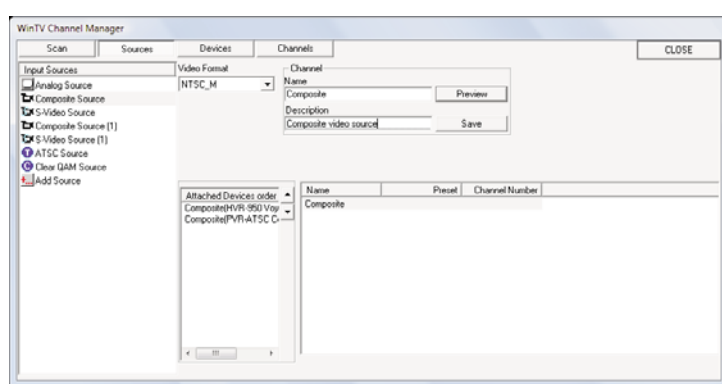 WinTV Channel Manager
Scan Sources Devices Channels CLOSE
Input Sources
Analog Source
Composite Source
S-Video Source
Composite Source (1)
S-Video Source (1)
ATSC Source
Clear QAM Source
Add Source
Video Format
NTSC_M
Channel
Name
Composite
Preview
Description
Composite video source
Save
Attached Devices order
Composite(HVR-950 Voy
Composite(PVR-ATSC C
Name Preset Channel Number
Composite